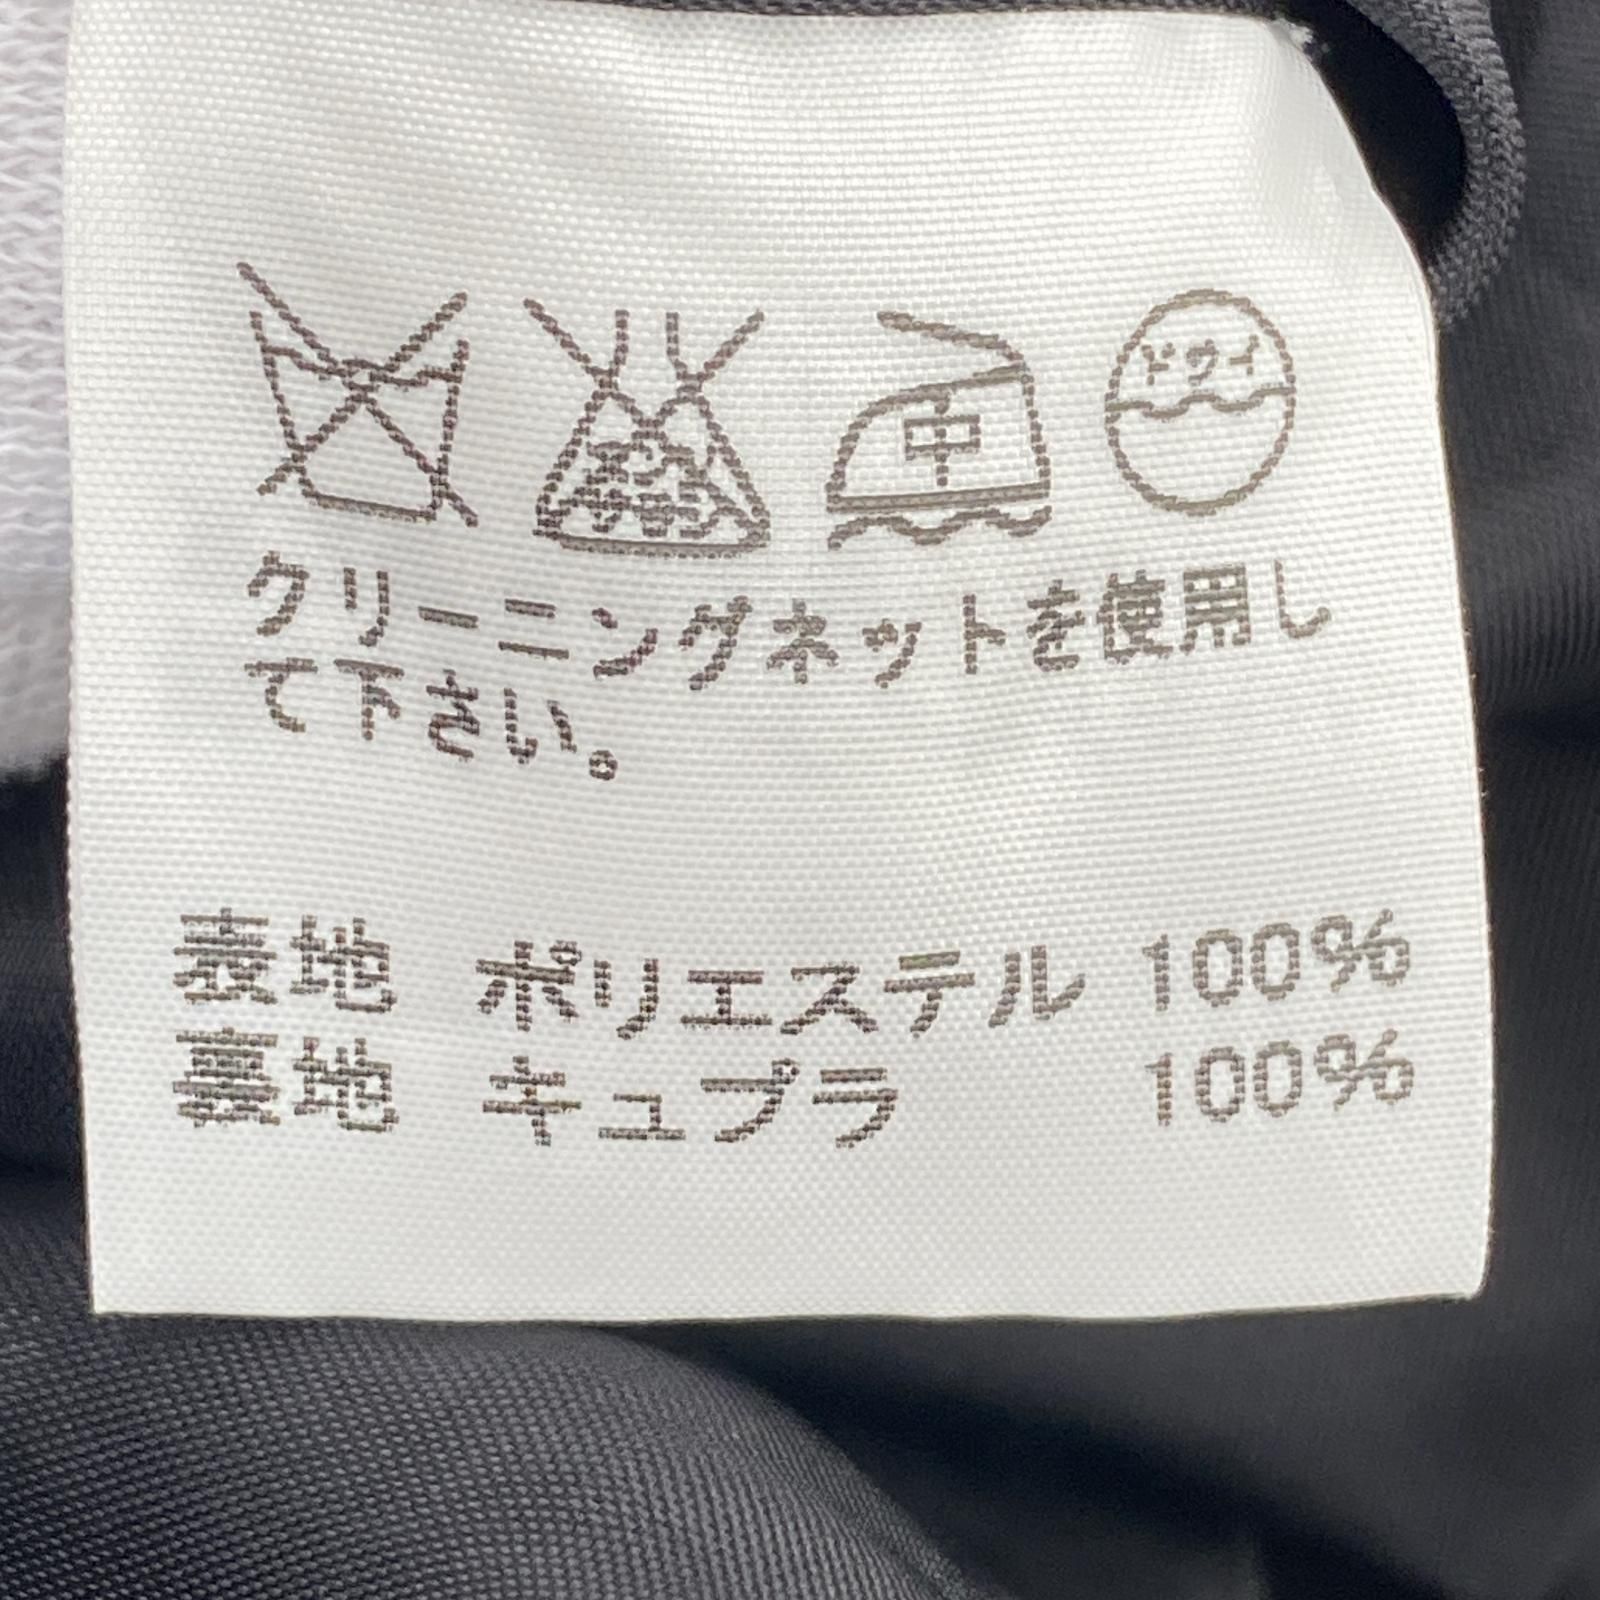 中 ドライ
クリーニングネットを使用し
て下さい。
表地 ポリエステル 100%
裏地 キュプラ 100%